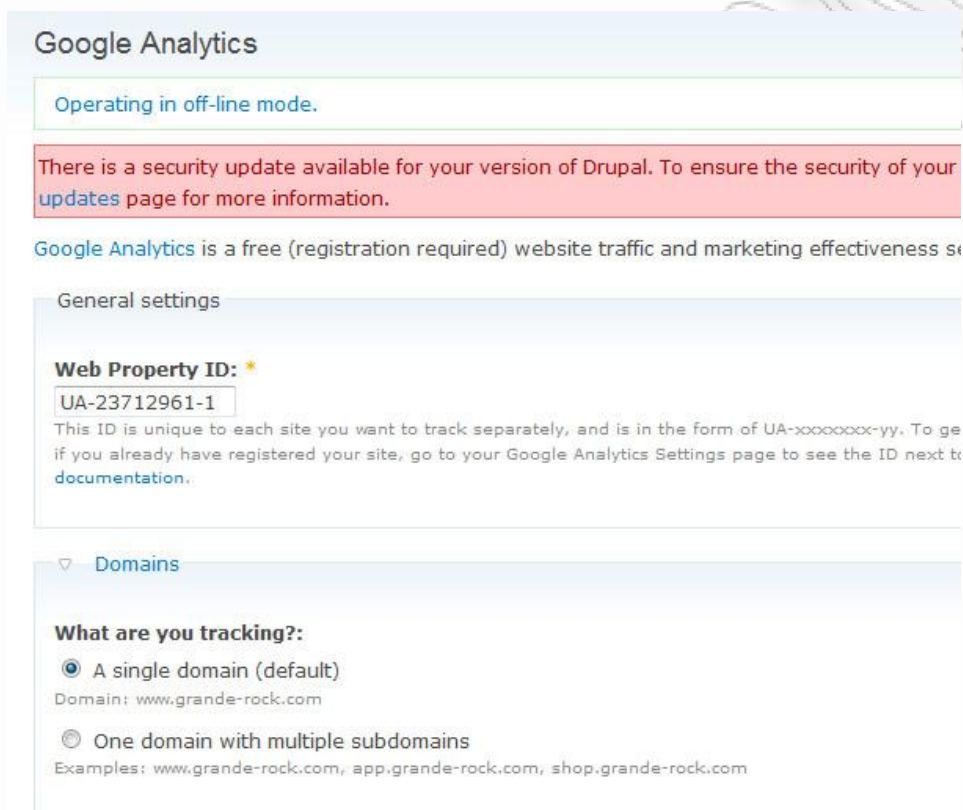 Google Analytics
Operating in off-line mode.
There is a security update available for your version of Drupal. To ensure the security of your
updates page for more information.
Google Analytics is a free (registration required) website traffic and marketing effectiveness
General settings
Web Property ID: *
UA-23712961-1
This ID is unique to each site you want to track separately, and is in the form of UA-xxxxxxx-yy. To
if you already have registered your site, go to your Google Analytics Settings page to see the ID next
documentation.
Domains
What are you tracking?:
A single domain (default)
Domain: www.grande-rock.com
One domain with multiple subdomains
Examples: www.grande-rock.com, app.grande-rock.com, shop.grande-rock.com